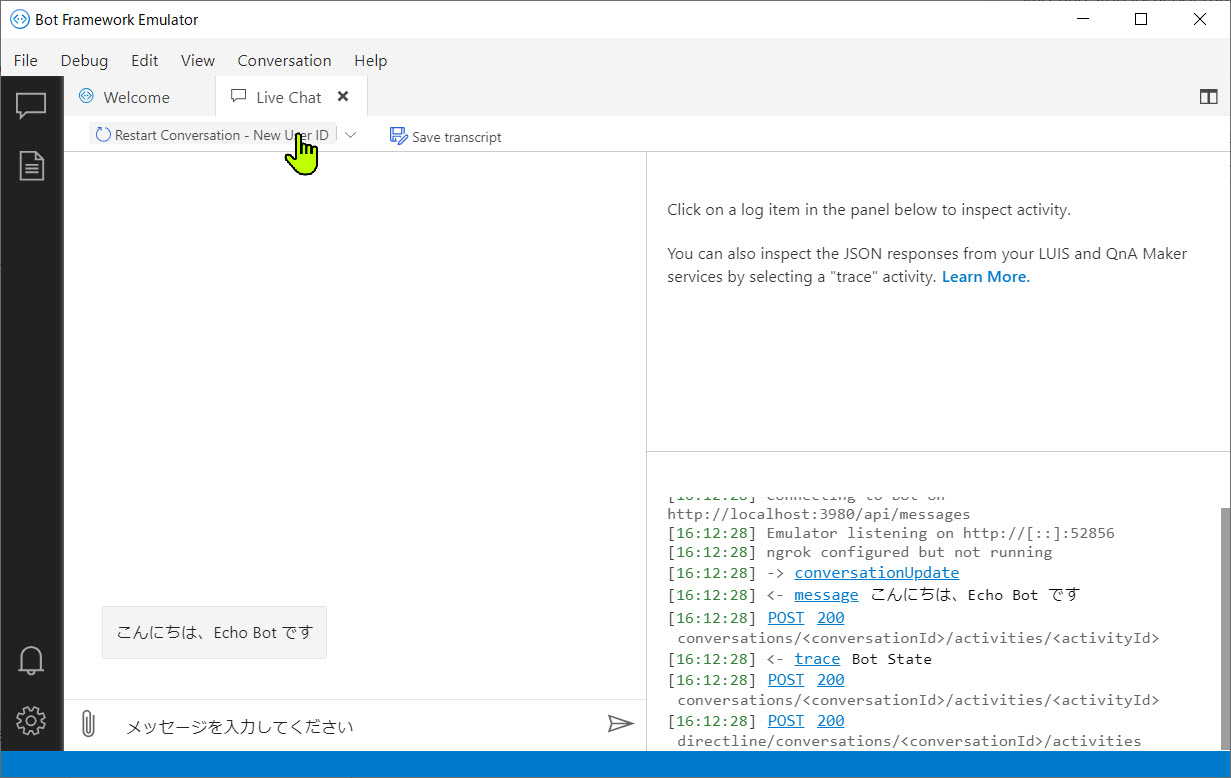 Bot Framework Emulator
File Debug Edit View Conversation Help
Welcome
Live Chat
Restart Conversation - New User ID
Save transcript
Click on a log item in the panel below to inspect activity.
You can also inspect the JSON responses from your LUIS and QnA Maker
services by selecting a "trace" activity. Learn More.
こんにちは、Echo Bot です
メッセージを入力してください
[16:12:28] Connecting to bot on
http://localhost:3980/api/messages
[16:12:28] Emulator listening on http://[::]:52856
[16:12:28] ngrok configured but not running
[16:12:28] -> conversationUpdate
[16:12:28] <- message こんにちは、Echo Bot です
[16:12:28] POST 200
conversations/<conversationId>/activities/<activityId>
[16:12:28] <- trace Bot State
[16:12:28] POST 200
conversations/<conversationId>/activities/<activityId>
[16:12:28] POST 200
directline/conversations/<conversationId>/activities